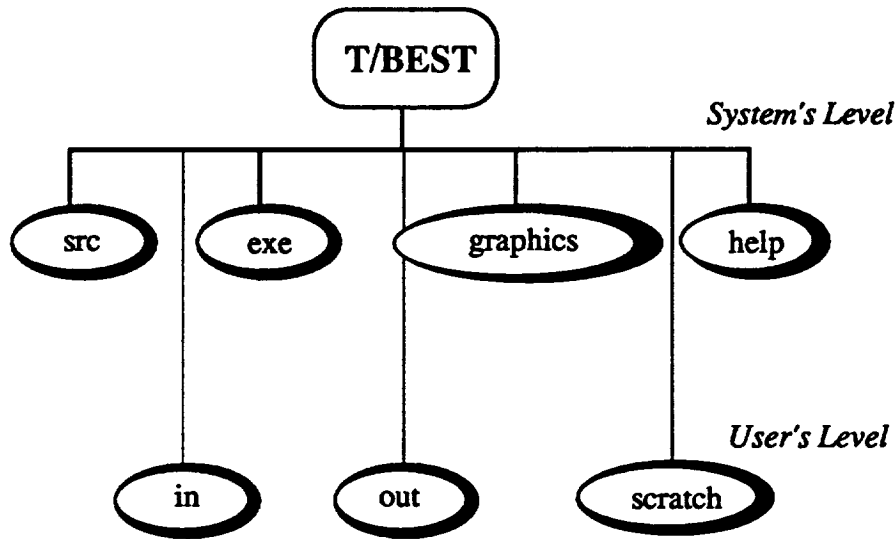 T/BEST
System's Level
src exe graphics help
User's Level
in out scratch